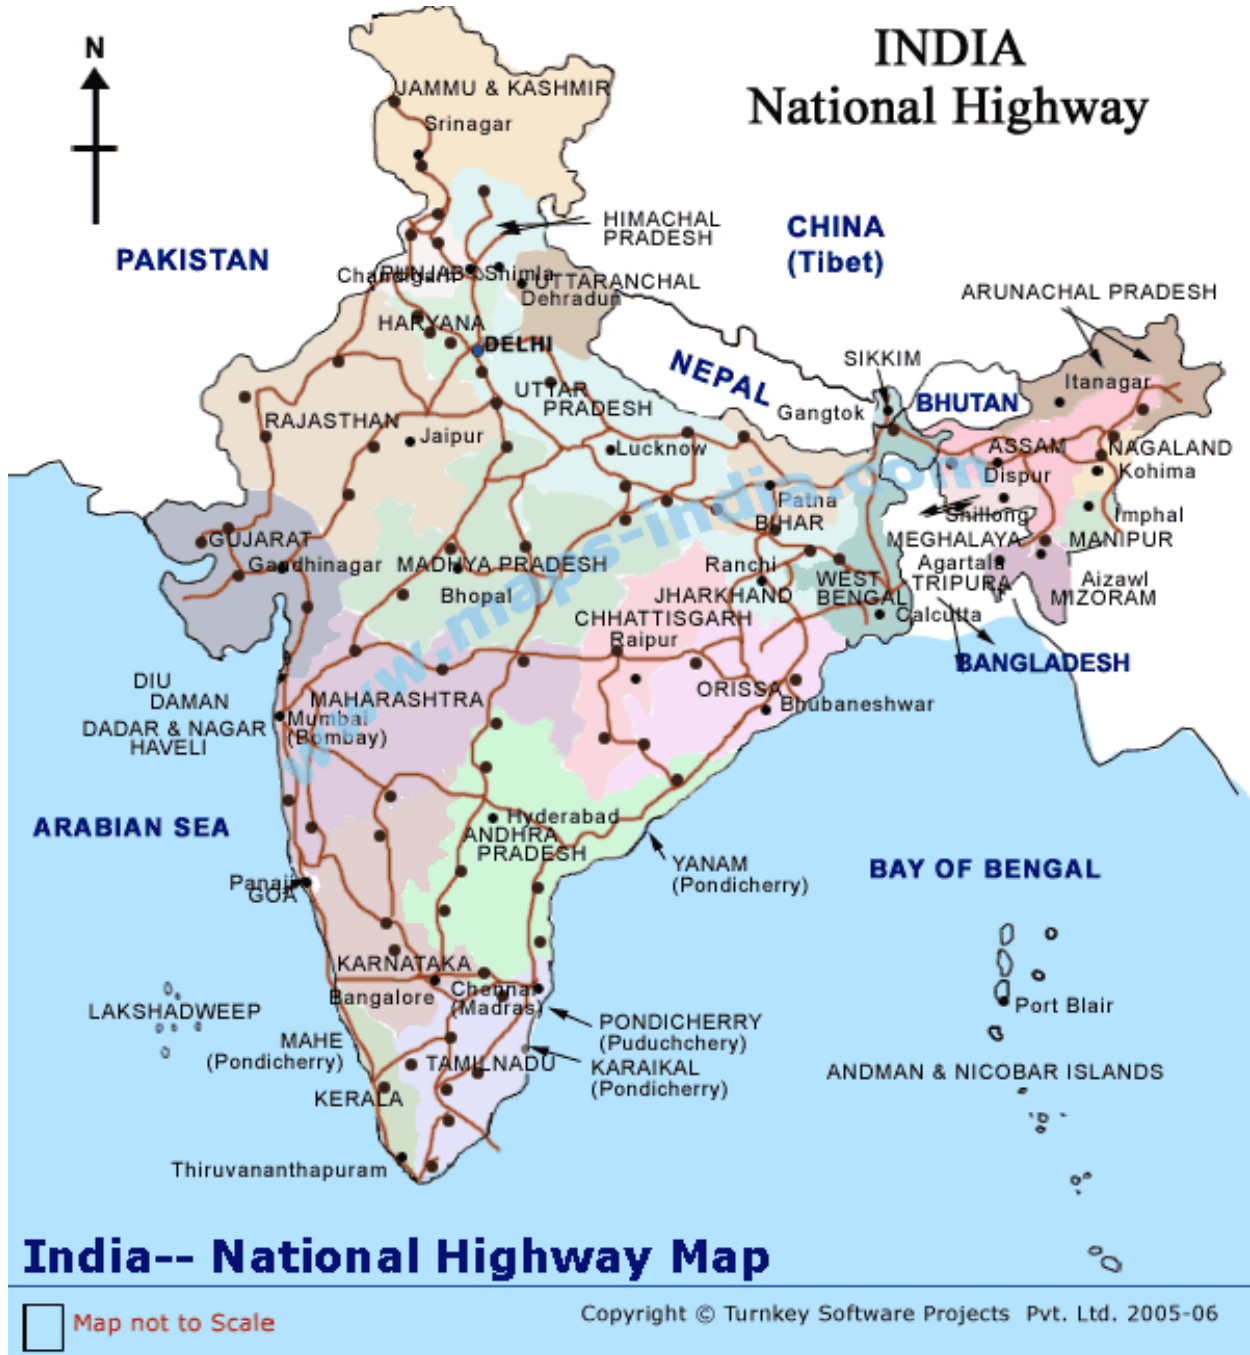 INDIA
National Highway
N
JAMMU & KASHMIR
Srinagar
HIMACHAL
PRADESH
CHINA
(Tibet)
PAKISTAN
Chandigarh
PUNJAB
Shimla
UTTARANCHAL
Dehradun
ARUNACHAL PRADESH
HARYANA
DELHI
SIKKIM
NEPAL
Itanagar
UTTAR
PRADESH
BHUTAN
Gangtok
RAJASTHAN
Jaipur
Lucknow
ASSAM
NAGALAND
Dispur
Kohima
Patna
BIHAR
Shillong
Imphal
GUJARAT
MEGHALAYA
MANIPUR
Gandhinagar
MADHYA PRADESH
Ranchi
Agartala
TRIPURA
Aizawl
MIZORAM
Bhopal
JHARKHAND
WEST
BENGAL
Calcutta
CHHATTISGARH
Raipur
BANGLADESH
DIU
DAMAN
DADAR & NAGAR
HAVELI
MAHARASHTRA
Mumbai
(Bombay)
ORISSA
Bhubaneshwar
www.maps-india.com
ARABIAN SEA
Hyderabad
ANDHRA
PRADESH
YANAM
(Pondicherry)
BAY OF BENGAL
Panaji
GOA
KARNATAKA
Bangalore
Chennai
(Madras)
LAKSHADWEEP
Port Blair
PONDICHERRY
(Puduchchery)
MAHE
(Pondicherry)
TAMILNADU
KARAIKAL
(Pondicherry)
ANDMAN & NICOBAR ISLANDS
KERALA
Thiruvananthapuram
India-- National Highway Map
Map not to Scale
Copyright © Turnkey Software Projects Pvt. Ltd. 2005-06